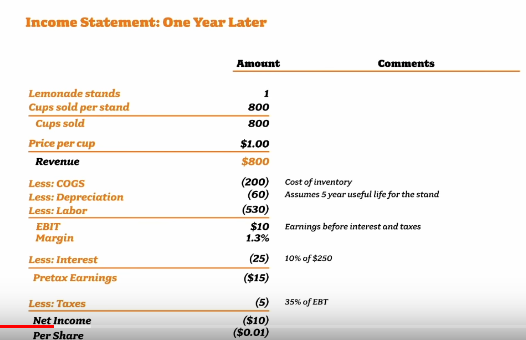 Income Statement: One Year Later
Amount Comments
Lemonade stands 1
Cups sold per stand 800
Cups sold 800
Price per cup $1.00
Revenue $800
Less: COGS (200) Cost of inventory
Less: Depreciation (60) Assumes 5 year useful life for the stand
Less: Labor (530)
EBIT $10 Earnings before interest and taxes
Margin 1.3%
Less: Interest (25) 10% of $250
Pretax Earnings ($15)
Less: Taxes (5) 35% of EBT
Net Income ($10)
Per Share ($0.01)